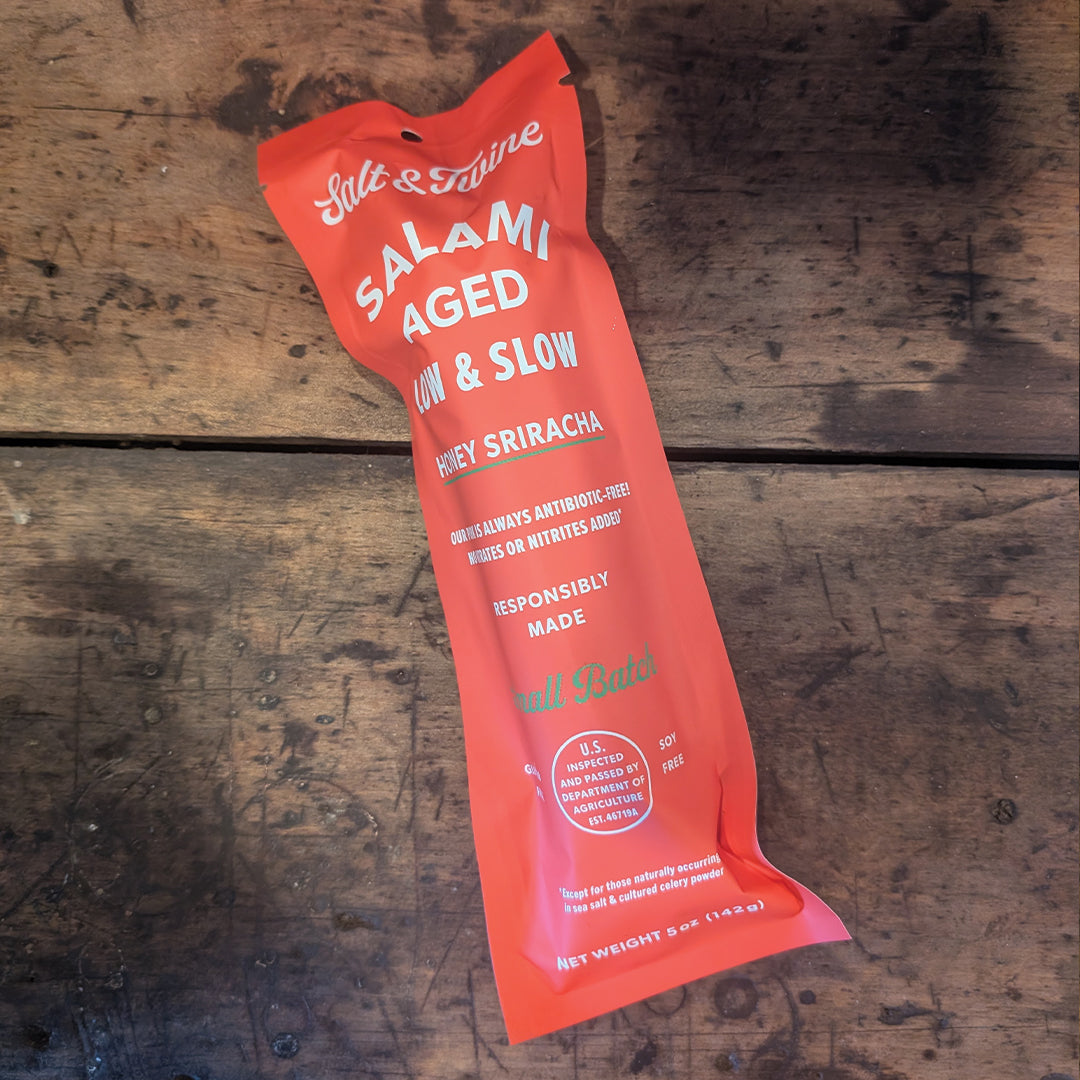 Salt & Twine
SALAMI
AGED
LOW & SLOW
HONEY SRIRACHA
OUR IS ALWAYS ANTIBIOTIC-FREE!
OR NITRITES ADDED*
RESPONSIBLY
MADE
Small Batch
U.S.
INSPECTED
AND PASSED BY
DEPARTMENT OF
AGRICULTURE
EST.46719A
SOY
FREE
*Except for those naturally occurring
in sea salt & cultured celery powder
NET WEIGHT 5 oz (142g)